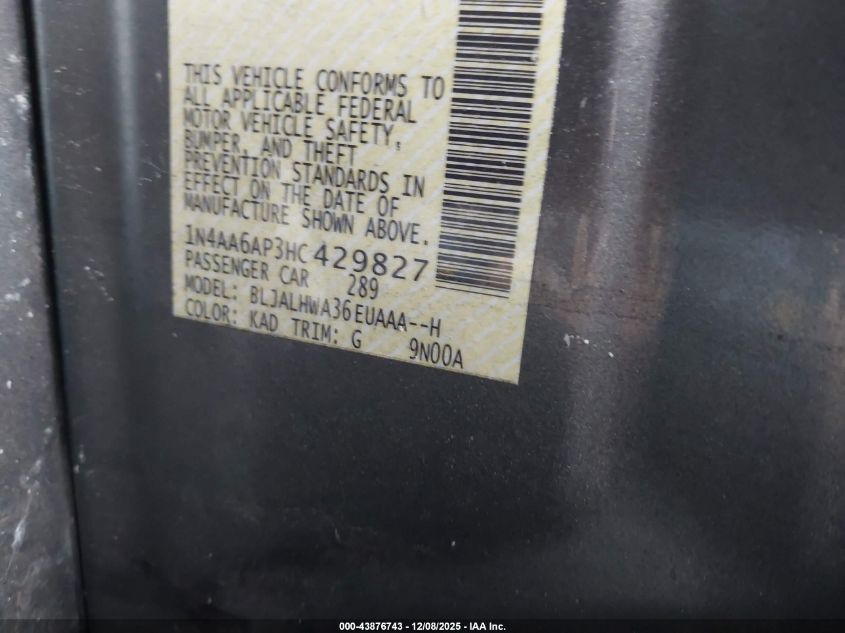 THIS VEHICLE CONFORMS TO
ALL APPLICABLE FEDERAL
MOTOR VEHICLE SAFETY,
BUMPER, AND THEFT
PREVENTION STANDARDS IN
EFFECT ON THE DATE OF
MANUFACTURE SHOWN ABOVE.
1N4AA6AP3HC429827
PASSENGER CAR 289
MODEL: BLJALHWA36EUAAA--H
COLOR: KAD TRIM: G 9N00A
000-43876743 - 12/08/2025 - IAA Inc.